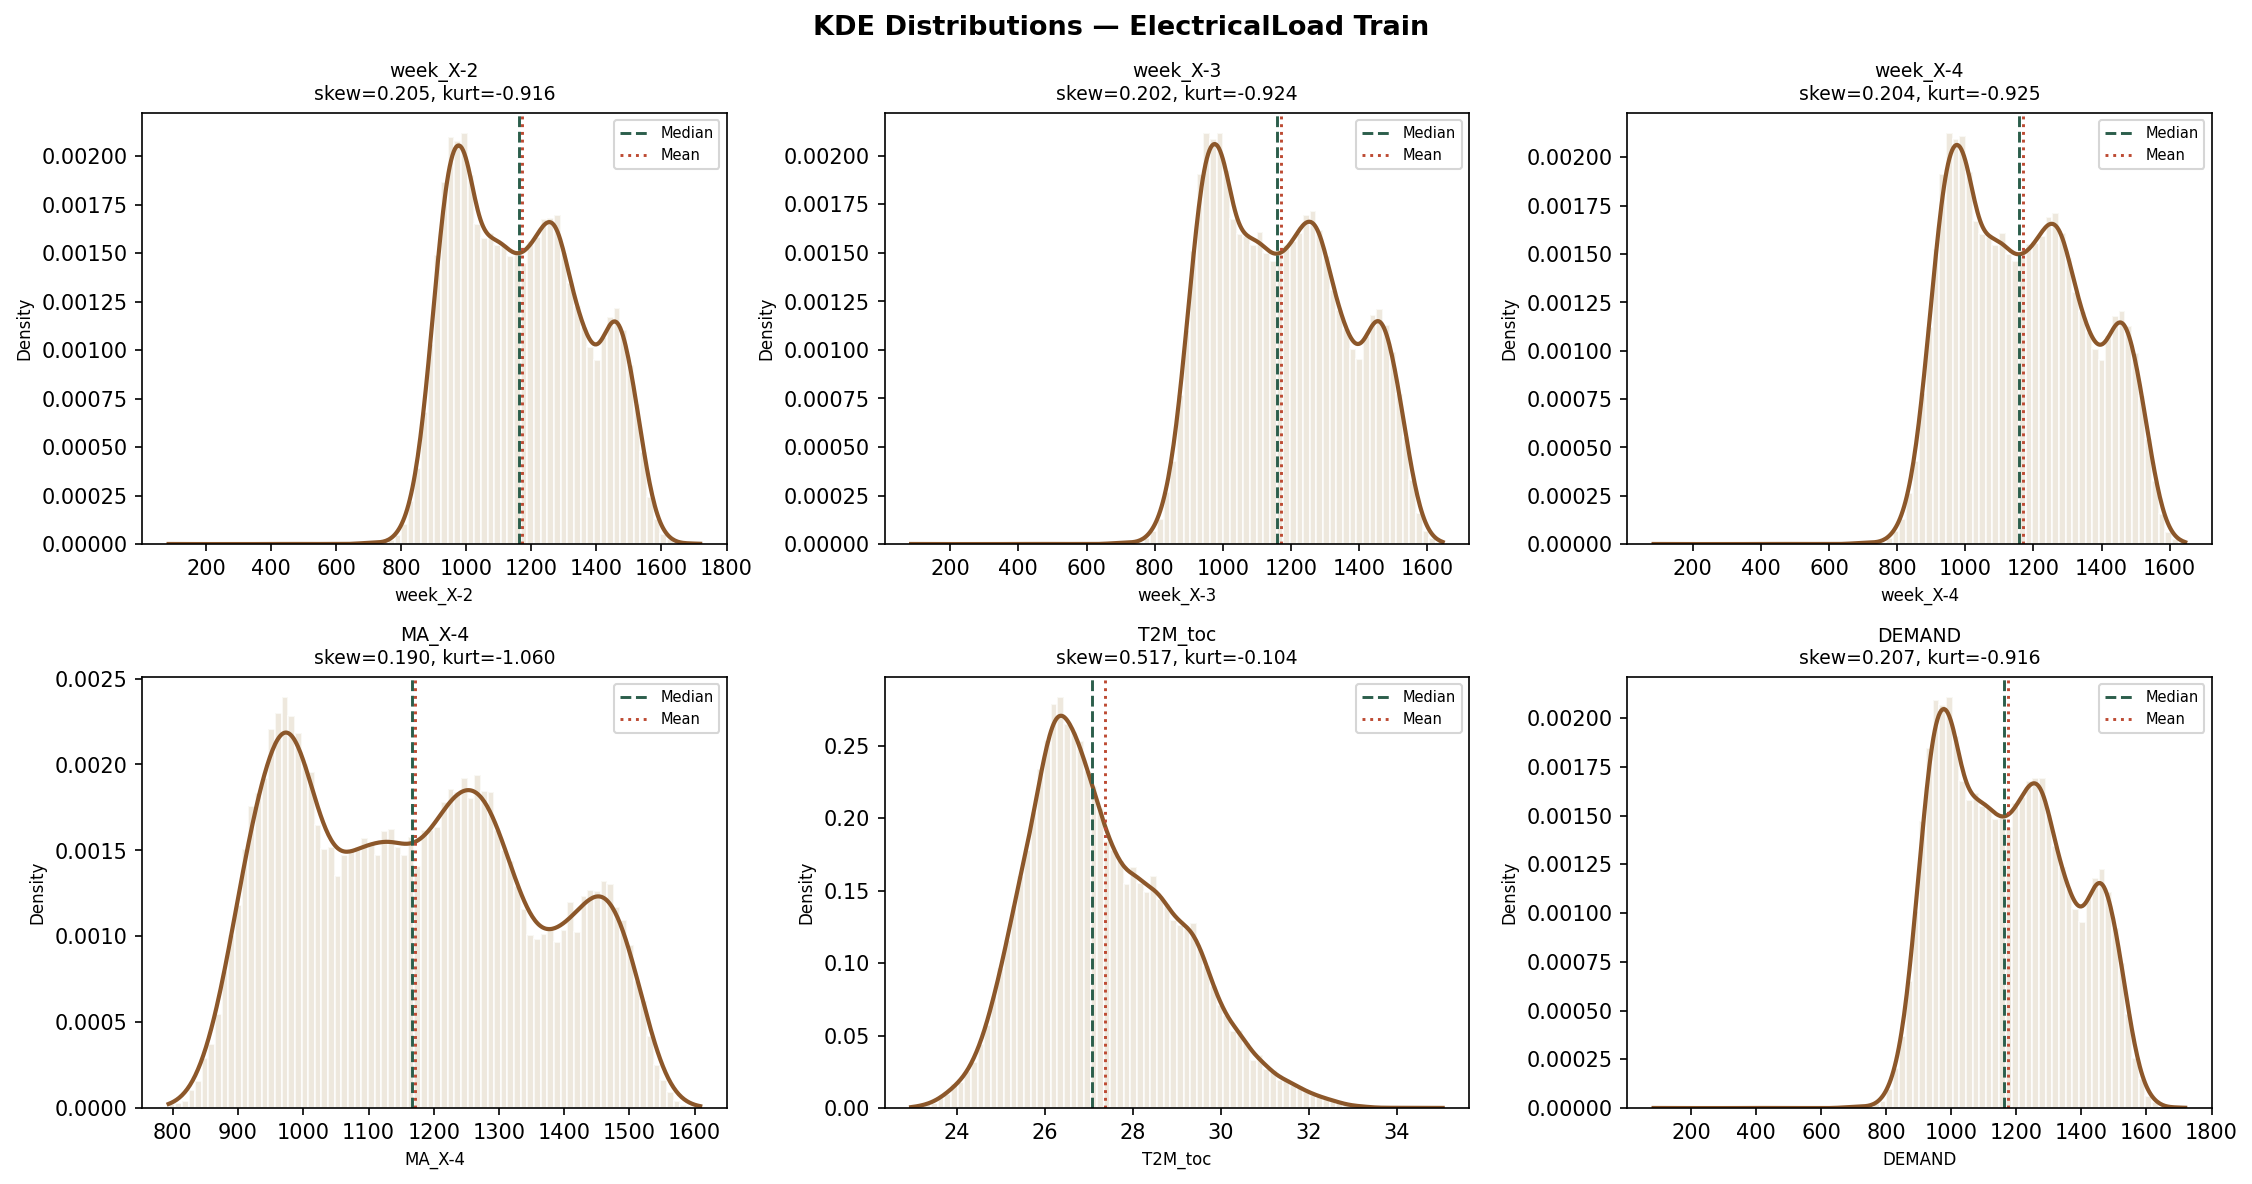 KDE Distributions — ElectricalLoad Train
week_X-2
skew=0.205, kurt=-0.916
Median
Mean
Density
0.00200
0.00175
0.00150
0.00125
0.00100
0.00075
0.00050
0.00025
0.00000
200 400 600 800 1000 1200 1400 1600 1800
week_X-2
week_X-3
skew=0.202, kurt=-0.924
Median
Mean
Density
0.00200
0.00175
0.00150
0.00125
0.00100
0.00075
0.00050
0.00025
0.00000
200 400 600 800 1000 1200 1400 1600
week_X-3
week_X-4
skew=0.204, kurt=-0.925
Median
Mean
Density
0.00200
0.00175
0.00150
0.00125
0.00100
0.00075
0.00050
0.00025
0.00000
200 400 600 800 1000 1200 1400 1600
week_X-4
MA_X-4
skew=0.190, kurt=-1.060
Median
Mean
Density
0.0025
0.0020
0.0015
0.0010
0.0005
0.0000
800 900 1000 1100 1200 1300 1400 1500 1600
MA_X-4
T2M_toc
skew=0.517, kurt=-0.104
Median
Mean
Density
0.25
0.20
0.15
0.10
0.05
0.00
24 26 28 30 32 34
T2M_toc
DEMAND
skew=0.207, kurt=-0.916
Median
Mean
Density
0.00200
0.00175
0.00150
0.00125
0.00100
0.00075
0.00050
0.00025
0.00000
200 400 600 800 1000 1200 1400 1600 1800
DEMAND